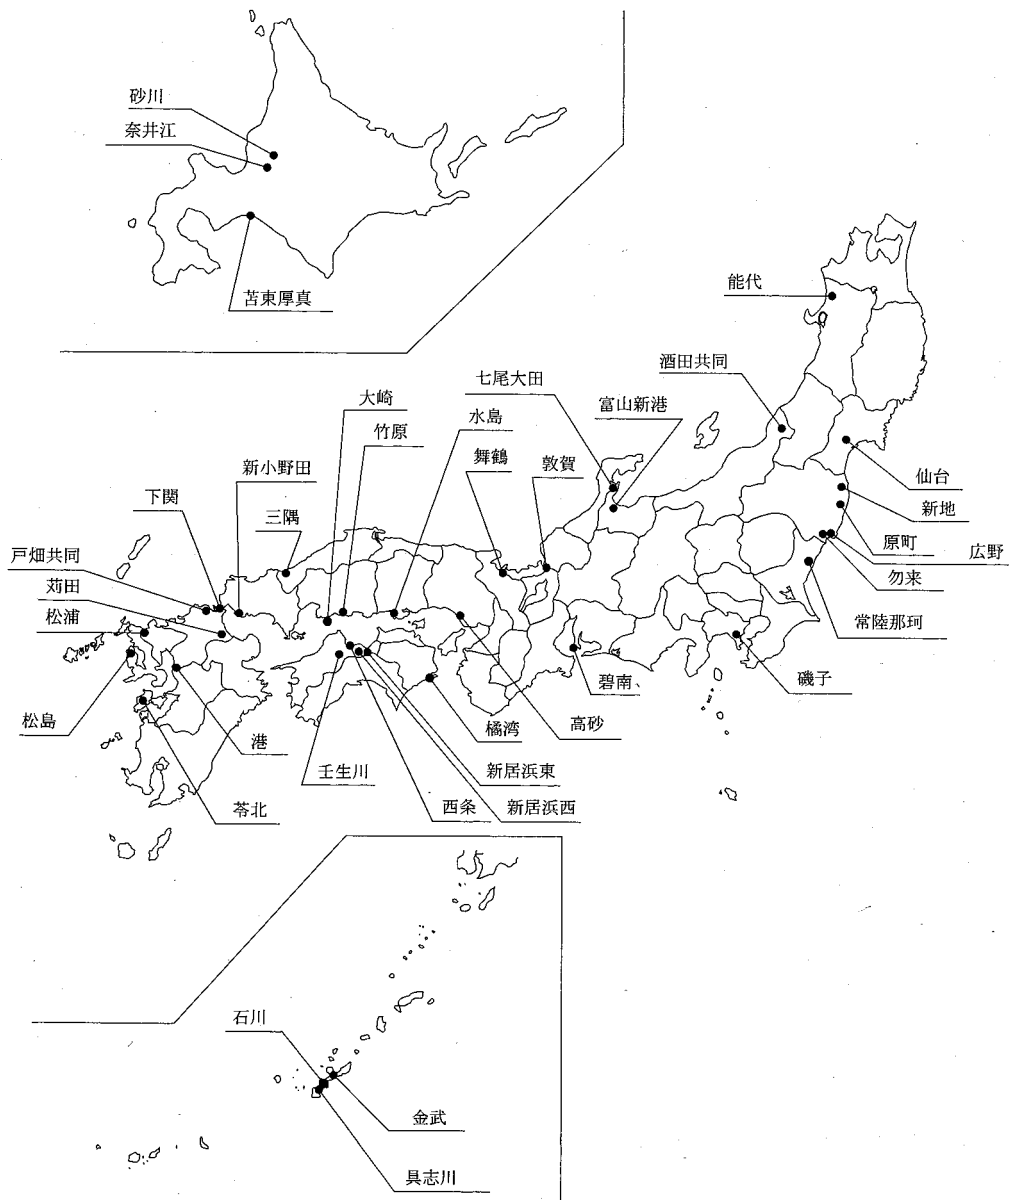 砂川
奈井江
苫東厚真
能代
酒田共同
七尾大田
富山新港
大崎
水島
竹原
舞鶴
敦賀
新小野田
下関
三隅
仙台
新地
原町
広野
戸畑共同
勿来
苅田
松浦
常陸那珂
碧南
磯子
松島
港
橘湾
高砂
壬生川
新居浜東
苓北
西条
新居浜西
石川
金武
具志川